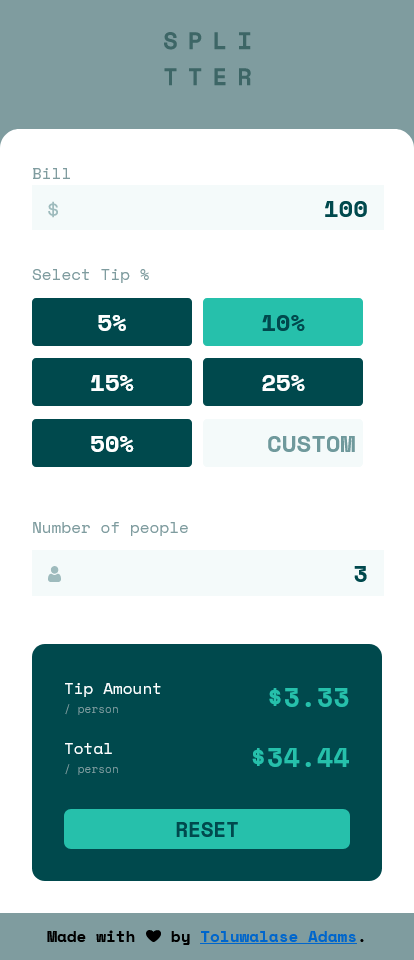 SPLI
TTER
Bill
$ 100
Select Tip %
5% 10%
15% 25%
50% CUSTOM
Number of people
3
Tip Amount $3.33
/ person
Total $34.44
/ person
RESET
Made with ♥ by Toluwalase Adams.